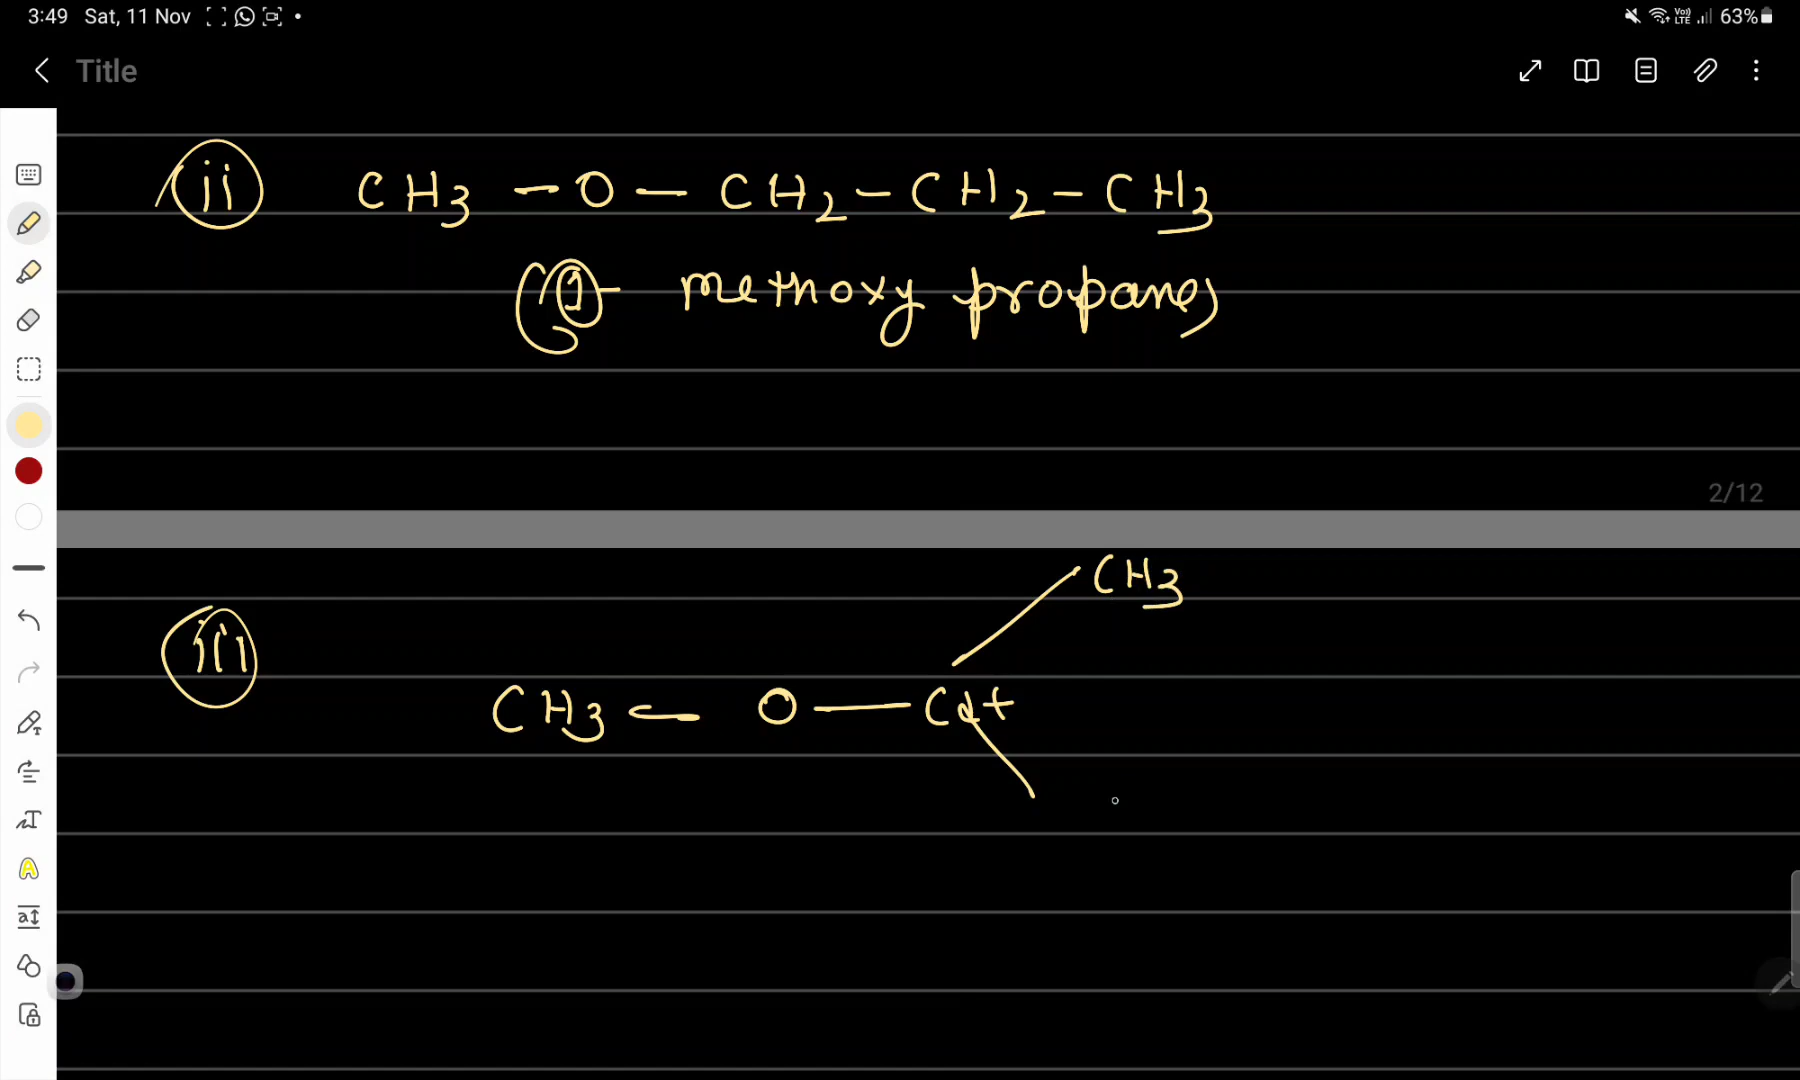 3:49 Sat, 11 Nov 63%
Title
ii CH3 - O - CH2 - CH2 - CH3
1- methoxy propane
2/12
CH3
iii
CH3 - O - CH